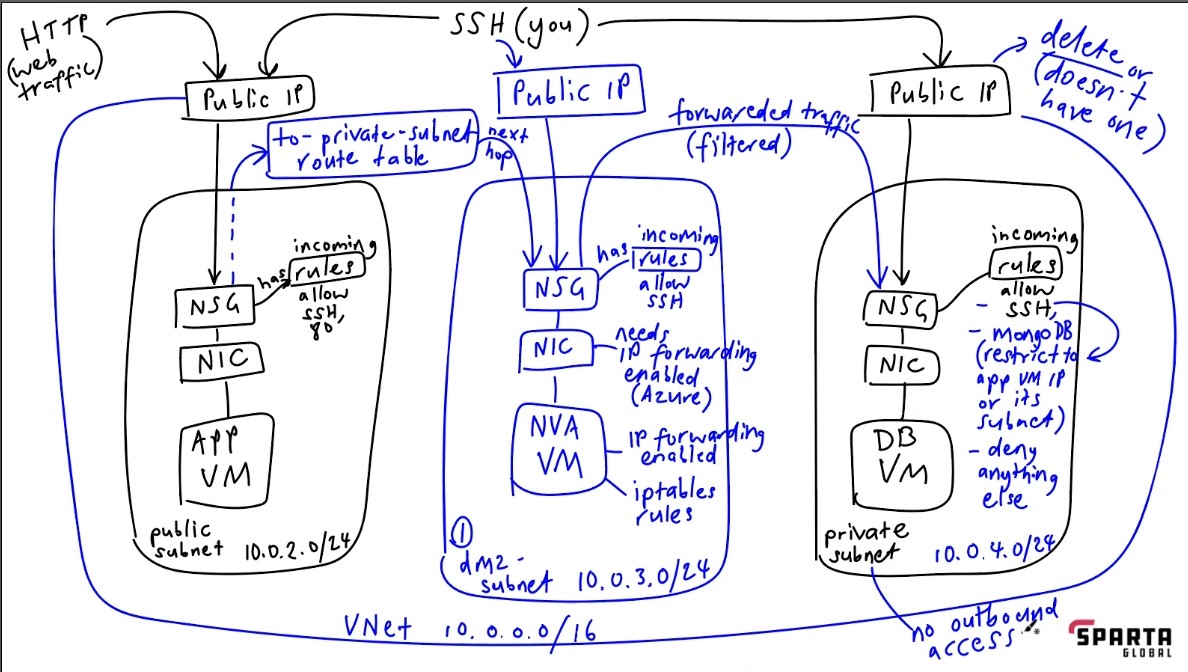 HTTP
(web
traffic)
SSH (you)
Public IP
Public IP
Public IP
delete or
(doesn't
have one)
to-private-subnet
route table
next
hop
forwareded traffic
(filtered)
incoming
rules
has
allow
SSH,
80
NSG
NIC
App
VM
public
subnet 10.0.2.0/24
incoming
has rules
allow
SSH
NSG
NIC
needs
IP forwarding
enabled
(Azure)
NVA
VM
IP forwarding
enabled
iptables
rules
1
dmz-
subnet 10.0.3.0/24
incoming
rules
allow
- SSH,
- MongoDB
(restrict to
app VM IP
or its
subnet)
- deny
anything
else
NSG
NIC
DB
VM
private
subnet 10.0.4.0/24
VNet 10.0.0.0/16
no outbound
access
SPARTA
GLOBAL